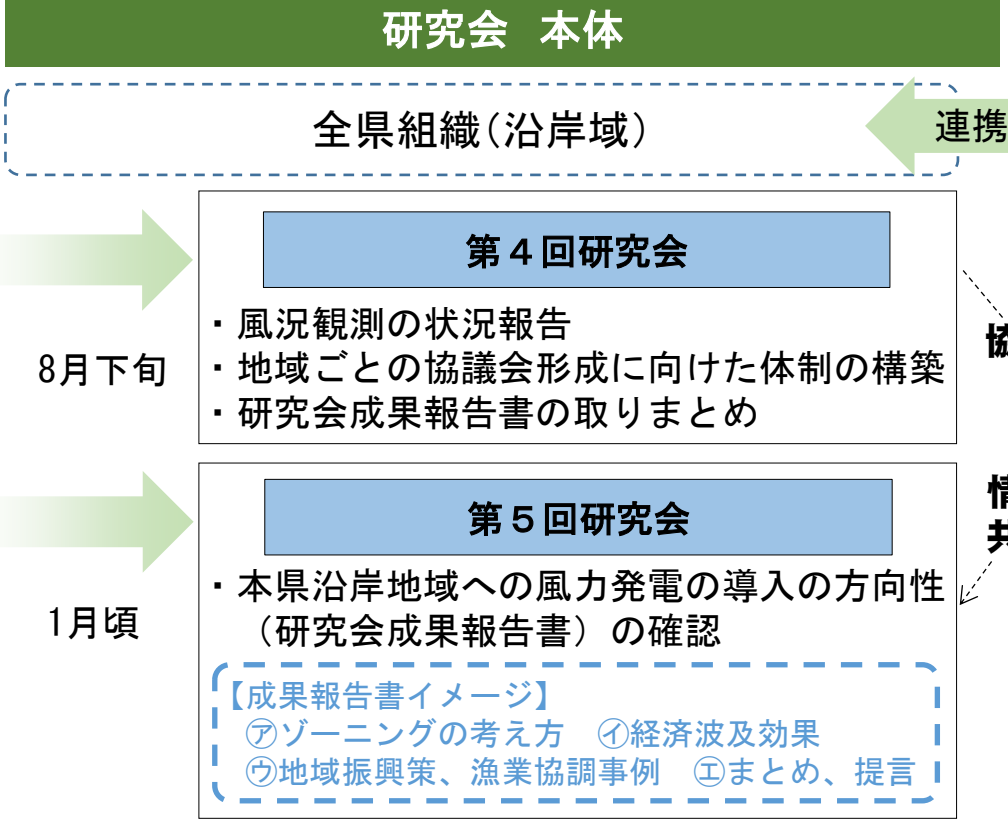 研究会 本体
全県組織(沿岸域)
連携
第4回研究会
8月下旬
・風況観測の状況報告
・地域ごとの協議会形成に向けた体制の構築
・研究会成果報告書の取りまとめ
協
情
共
第5回研究会
1月頃
・本県沿岸地域への風力発電の導入の方向性
(研究会成果報告書)の確認
【成果報告書イメージ】
㋐ゾーニングの考え方 ㋑経済波及効果
㋒地域振興策、漁業協調事例 ㋓まとめ、提言